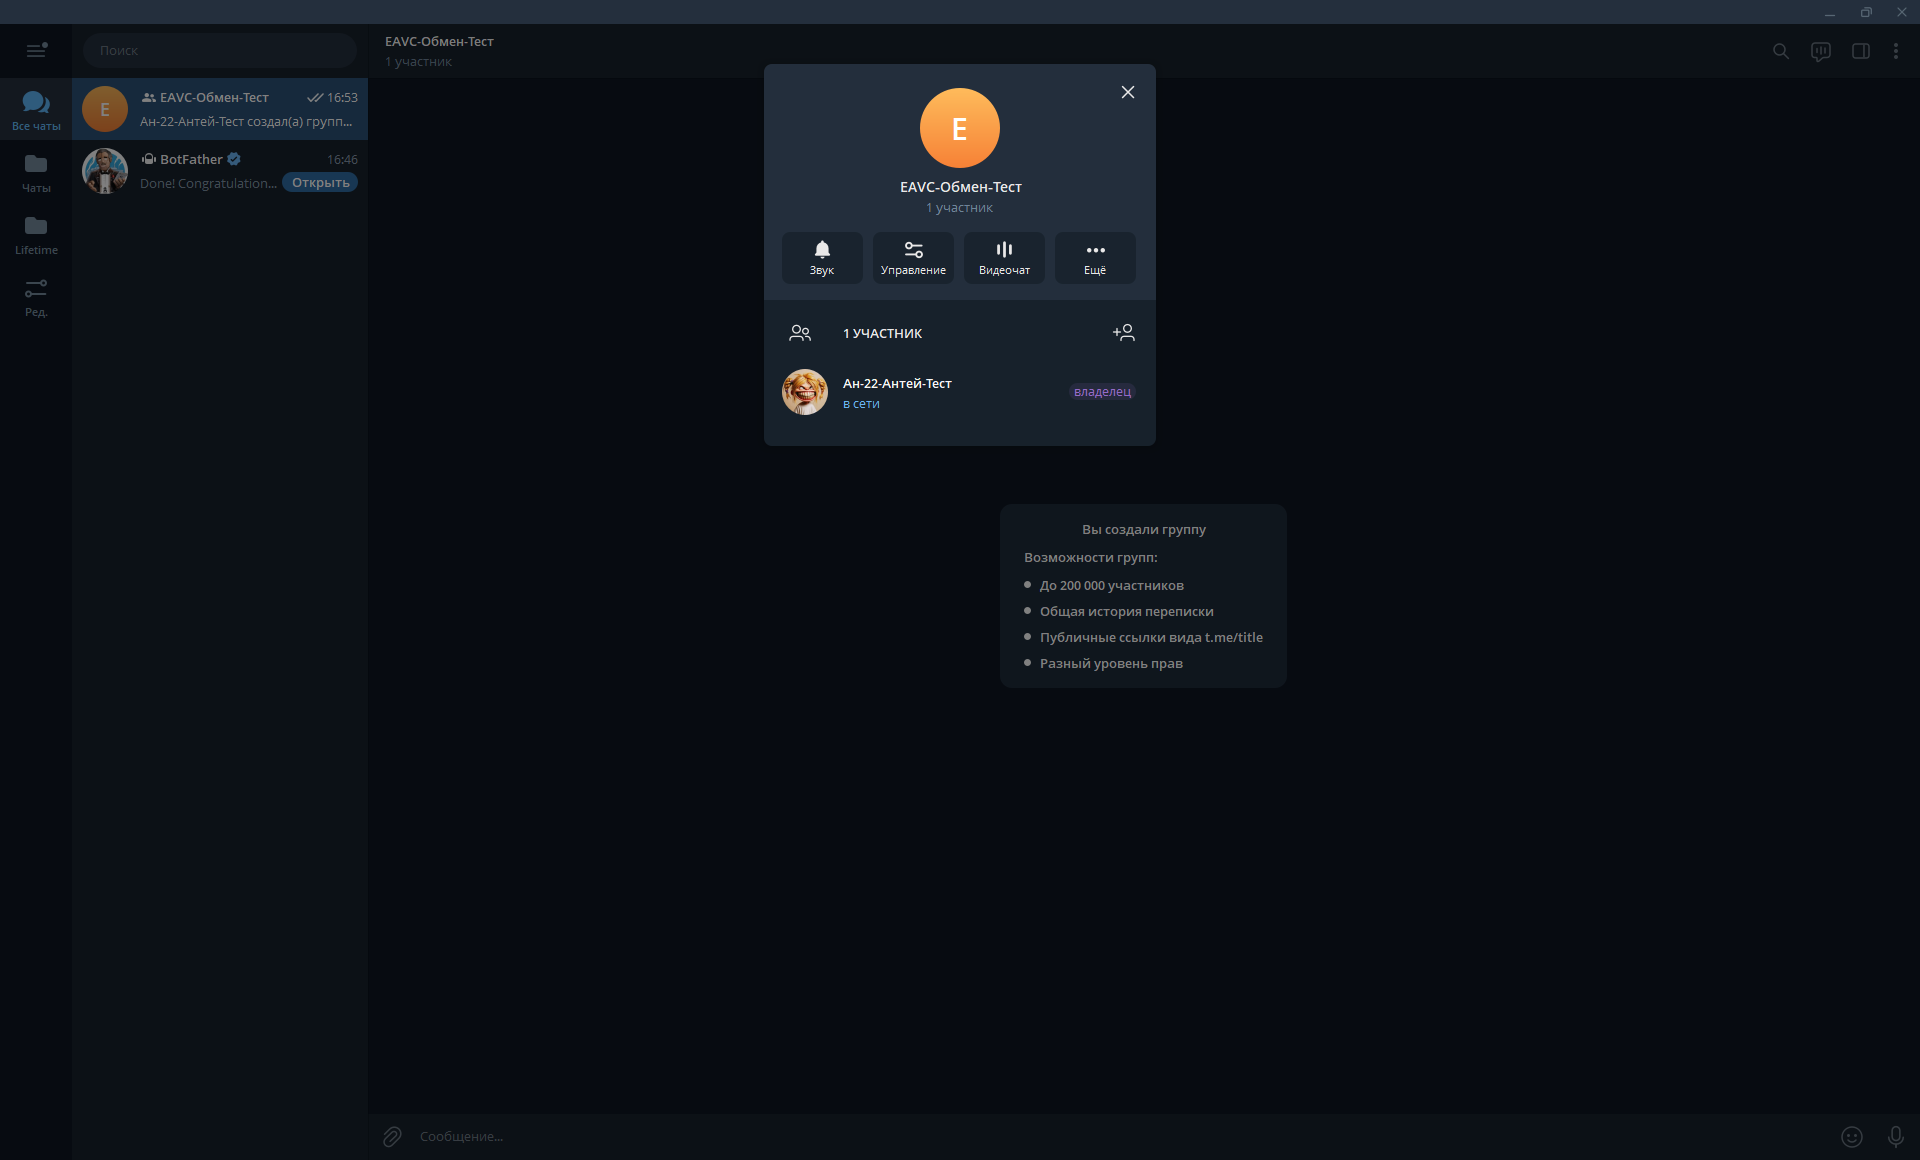 Поиск
EAVC-Обмен-Тест
1 участник
Все чаты
Чаты
Lifetime
Ред.
E
EAVC-Обмен-Тест 16:53
Ан-22-Антей-Тест создал(а) групп...
BotFather 16:46
Done! Congratulation... Открыть
E
EAVC-Обмен-Тест
1 участник
Звук Управление Видеочат Ещё
1 УЧАСТНИК
Ан-22-Антей-Тест
в сети
владелец
Вы создали группу
Возможности групп:
До 200 000 участников
Общая история переписки
Публичные ссылки вида t.me/title
Разный уровень прав
Сообщение...